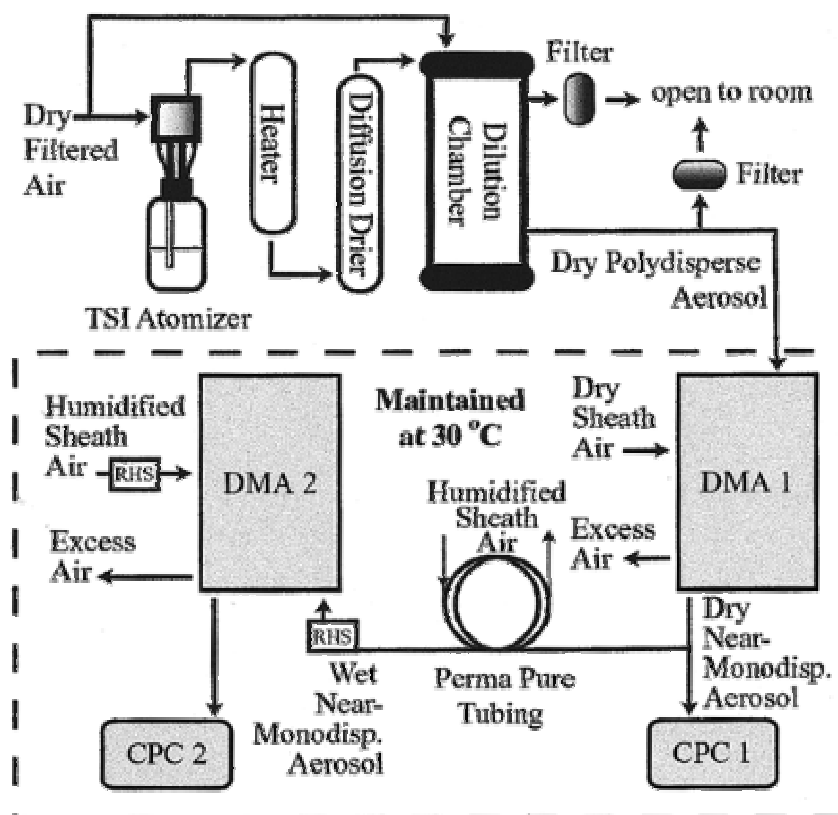 Filter
Dry
Filtered
Air
Heater
Diffusion Drier
Dilution
Chamber
open to room
Filter
TSI Atomizer
Dry Polydisperse
Aerosol
Humidified
Sheath
Air
RHS
DMA 2
Maintained
at 30 °C
Dry
Sheath
Air
DMA 1
Humidified
Sheath
Air
Excess
Air
Excess
Air
RHS
Wet
Near-
Monodisp.
Aerosol
Perma Pure
Tubing
Dry
Near-
Monodisp.
Aerosol
CPC 2
CPC 1